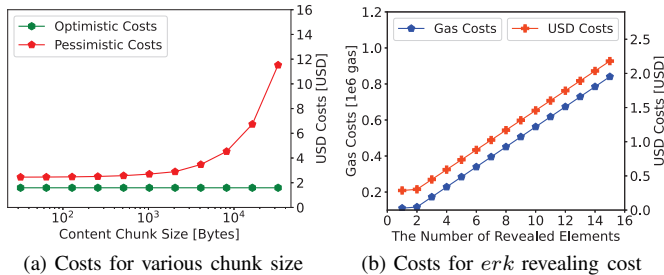 Optimistic Costs
Pessimistic Costs
16
14
12
10
8
6
4
2
0
USD Costs [USD]
10²
10³
10⁴
Content Chunk Size [Bytes]
(a) Costs for various chunk size
Gas Costs
USD Costs
1.2
1.0
0.8
0.6
0.4
0.2
Gas Costs [1e6 gas]
2.5
2.0
1.5
1.0
0.5
0.0
USD Costs [USD]
0 2 4 6 8 10 12 14 16
The Number of Revealed Elements
(b) Costs for erk revealing cost